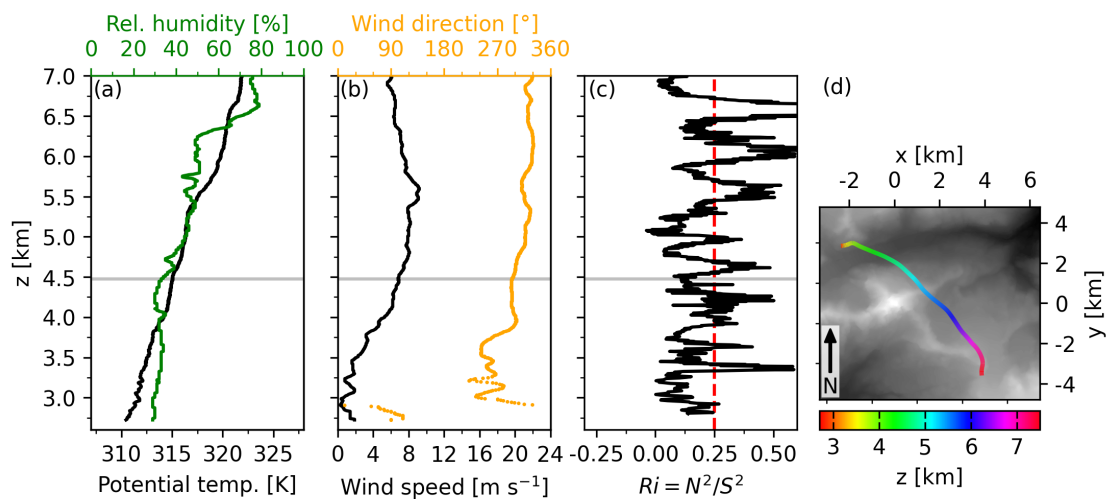 Rel. humidity [%]
0 20 40 60 80 100
Wind direction [°]
0 90 180 270 360
(a)
(b)
(c)
(d)
7.0
6.5
6.0
5.5
5.0
4.5
4.0
3.5
3.0
z [km]
310 315 320 325
Potential temp. [K]
0 4 8 12 16 20 24
Wind speed [m s⁻¹]
-0.25 0.00 0.25 0.50
Ri = N²/S²
x [km]
-2 0 2 4 6
4
2
0
-2
-4
y [km]
N
3 4 5 6 7
z [km]